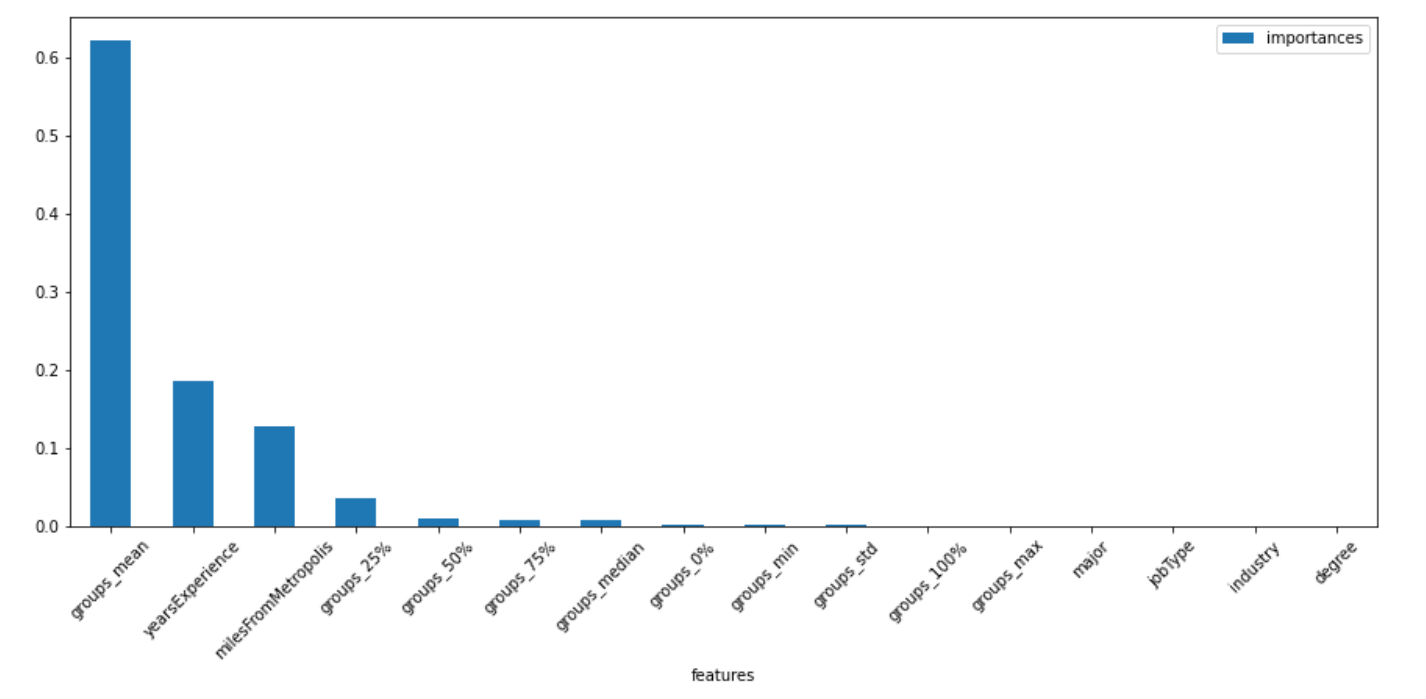 importances
0.6
0.5
0.4
0.3
0.2
0.1
0.0
groups_mean
yearsExperience
milesFromMetropolis
groups_25%
groups_50%
groups_75%
groups_median
groups_0%
groups_min
groups_std
groups_100%
groups_max
major
jobType
industry
degree
features